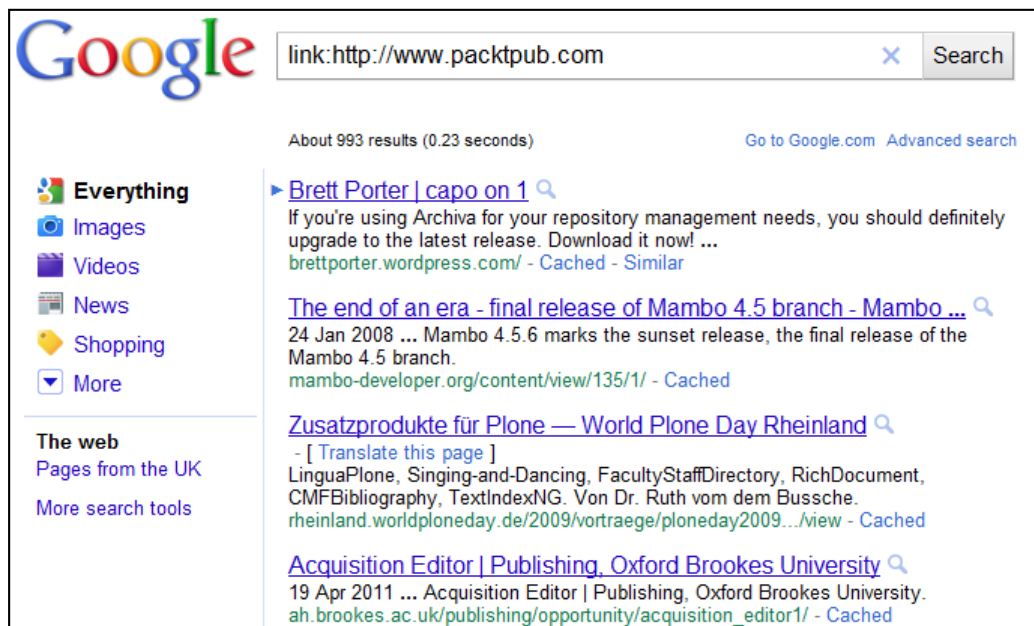 Google
link:http://www.packtpub.com
Search
About 993 results (0.23 seconds)
Go to Google.com Advanced search
Everything
Images
Videos
News
Shopping
More
The web
Pages from the UK
More search tools
Brett Porter | capo on 1
If you're using Archiva for your repository management needs, you should definitely
upgrade to the latest release. Download it now! ...
brettporter.wordpress.com/ - Cached - Similar
The end of an era - final release of Mambo 4.5 branch - Mambo ...
24 Jan 2008 ... Mambo 4.5.6 marks the sunset release, the final release of the
Mambo 4.5 branch.
mambo-developer.org/content/view/135/1/ - Cached
Zusatzprodukte für Plone — World Plone Day Rheinland
- [ Translate this page ]
LinguaPlone, Singing-and-Dancing, FacultyStaffDirectory, RichDocument,
CMFBibliography, TextIndexNG. Von Dr. Ruth vom dem Bussche.
rheinland.worldploneday.de/2009/vortraege/ploneday2009.../view - Cached
Acquisition Editor | Publishing, Oxford Brookes University
19 Apr 2011 ... Acquisition Editor | Publishing, Oxford Brookes University.
ah.brookes.ac.uk/publishing/opportunity/acquisition_editor1/ - Cached